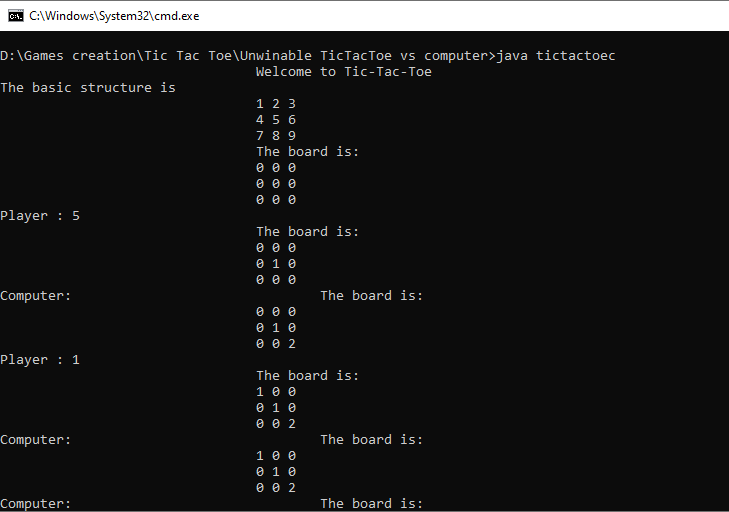 C:\Windows\System32\cmd.exe
D:\Games creation\Tic Tac Toe\Unwinable TicTacToe vs computer>java tictactoec
Welcome to Tic-Tac-Toe
The basic structure is
1 2 3
4 5 6
7 8 9
The board is:
0 0 0
0 0 0
0 0 0
Player : 5
The board is:
0 0 0
0 1 0
0 0 0
Computer: The board is:
0 0 0
0 1 0
0 0 2
Player : 1
The board is:
1 0 0
0 1 0
0 0 2
Computer: The board is:
1 0 0
0 1 0
0 0 2
Computer: The board is: